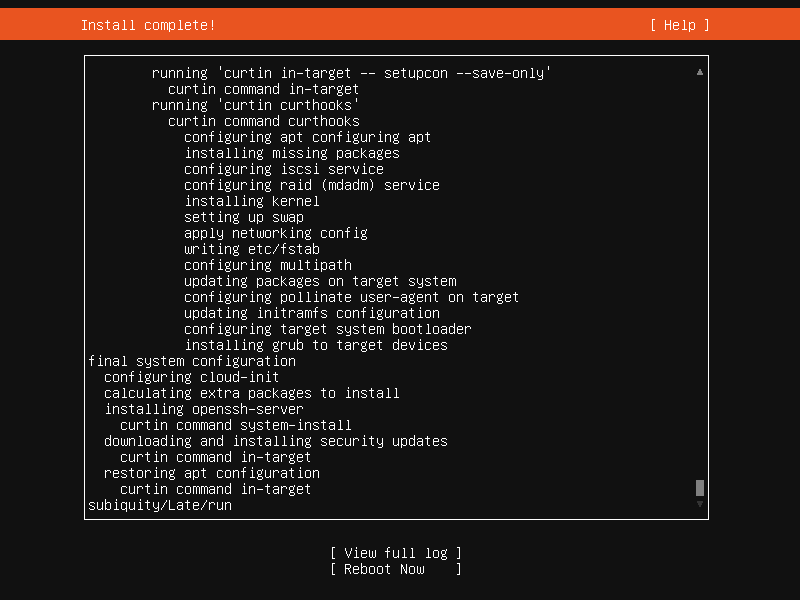 Install complete! [ Help ]
running 'curtin in-target -- setupcon --save-only'
curtin command in-target
running 'curtin curthooks'
curtin command curthooks
configuring apt configuring apt
installing missing packages
configuring iscsi service
configuring raid (mdadm) service
installing kernel
setting up swap
apply networking config
writing etc/fstab
configuring multipath
updating packages on target system
configuring pollinate user-agent on target
updating initramfs configuration
configuring target system bootloader
installing grub to target devices
final system configuration
configuring cloud-init
calculating extra packages to install
installing openssh-server
curtin command system-install
downloading and installing security updates
curtin command in-target
restoring apt configuration
curtin command in-target
subiquity/Late/run
[ View full log ]
[ Reboot Now ]